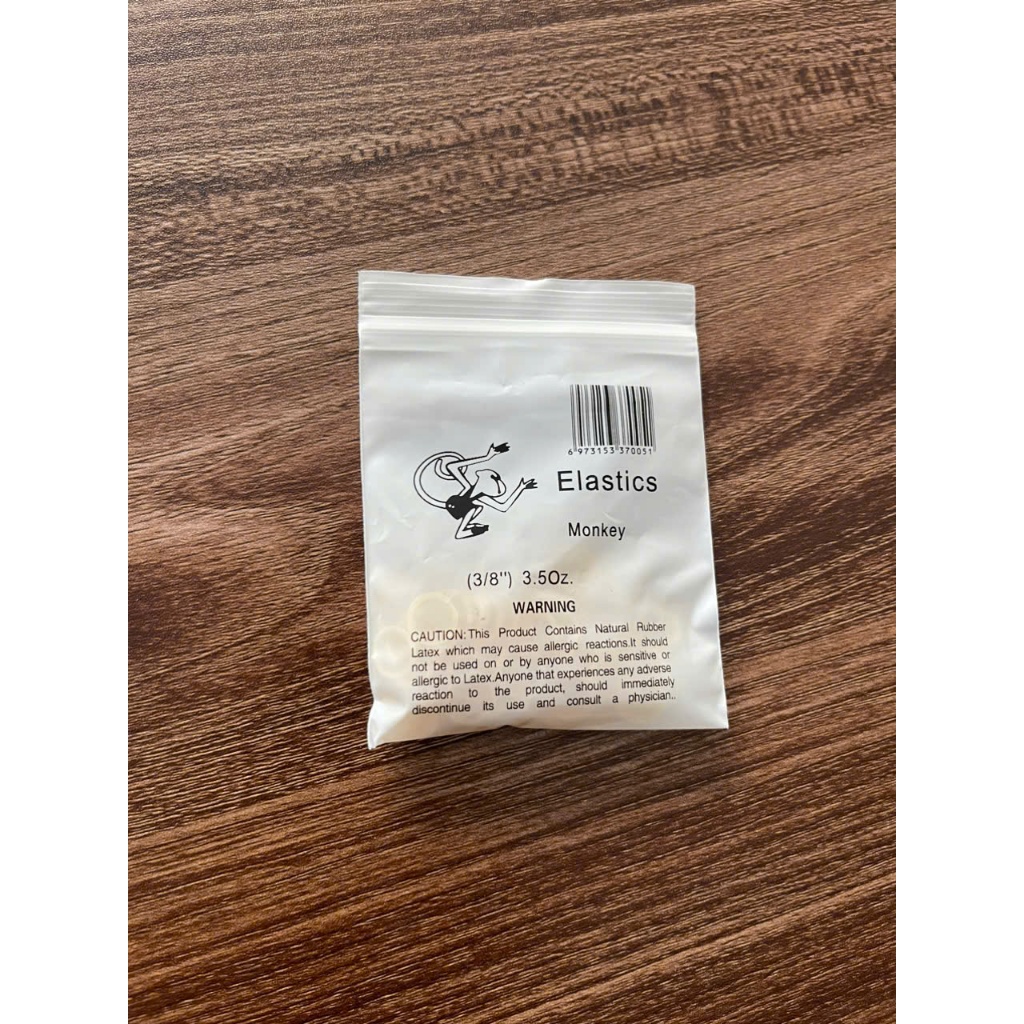 6 973153 370051
Elastics
Monkey
(3/8") 3.5Oz.
WARNING
CAUTION:This Product Contains Natural Rubber
Latex which may cause allergic reactions.It should
not be used on or by anyone who is sensitive or
allergic to Latex.Anyone that experiences any adverse
reaction to the product, should immediately
discontinue its use and consult a physician..